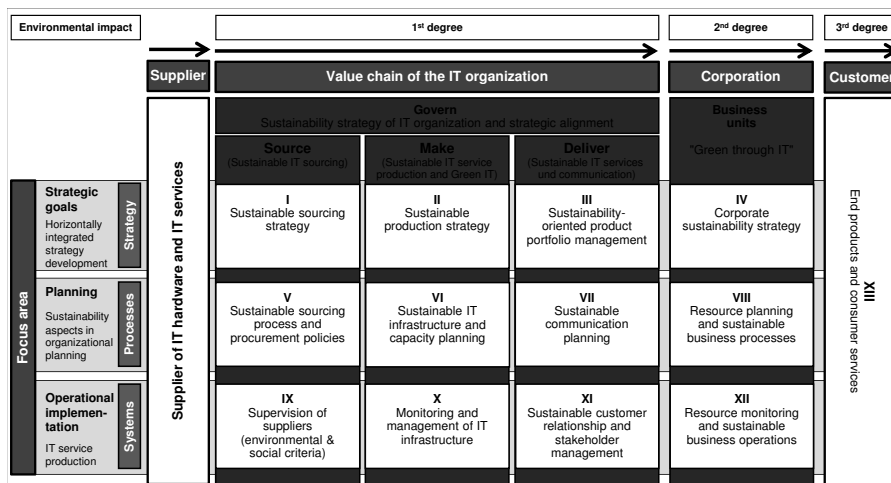 Environmental impact
1st degree
2nd degree
3rd degree
Supplier
Value chain of the IT organization
Corporation
Customer
Govern
Sustainability strategy of IT organization and strategic alignment
Source
(Sustainable IT sourcing)
Make
(Sustainable IT service
production and Green IT)
Deliver
(Sustainable IT services
und communication)
Business
units
"Green through IT"
Focus area
Supplier of IT hardware and IT services
Strategic
goals
Horizontally
integrated
strategy
development
Strategy
I
Sustainable sourcing
strategy
II
Sustainable
production strategy
III
Sustainability-
oriented product
portfolio management
IV
Corporate
sustainability strategy
Planning
Sustainability
aspects in
organizational
planning
Processes
V
Sustainable sourcing
process and
procurement policies
VI
Sustainable IT
infrastructure and
capacity planning
VII
Sustainable
communication
planning
VIII
Resource planning
and sustainable
business processes
Operational
implemen-
tation
IT service
production
Systems
IX
Supervision of
suppliers
(environmental &
social criteria)
X
Monitoring and
management of IT
infrastructure
XI
Sustainable customer
relationship and
stakeholder
management
XII
Resource monitoring
and sustainable
business operations
XIII
End products and consumer services